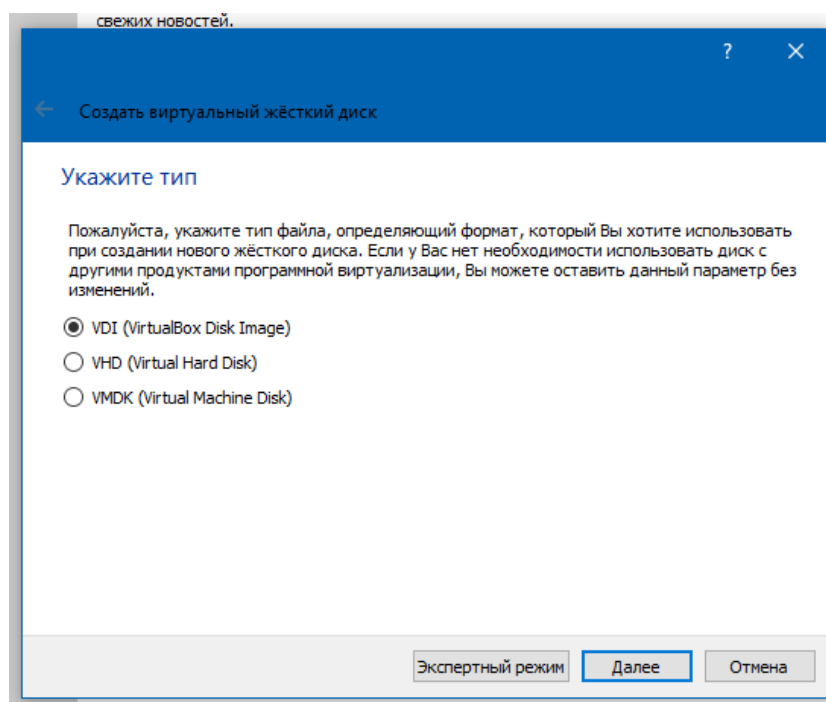 свежих новостей.
?
Создать виртуальный жёсткий диск
Укажите тип
Пожалуйста, укажите тип файла, определяющий формат, который Вы хотите использовать
при создании нового жёсткого диска. Если у Вас нет необходимости использовать диск с
другими продуктами программной виртуализации, Вы можете оставить данный параметр без
изменений.
VDI (VirtualBox Disk Image)
VHD (Virtual Hard Disk)
VMDK (Virtual Machine Disk)
Экспертный режим Далее Отмена